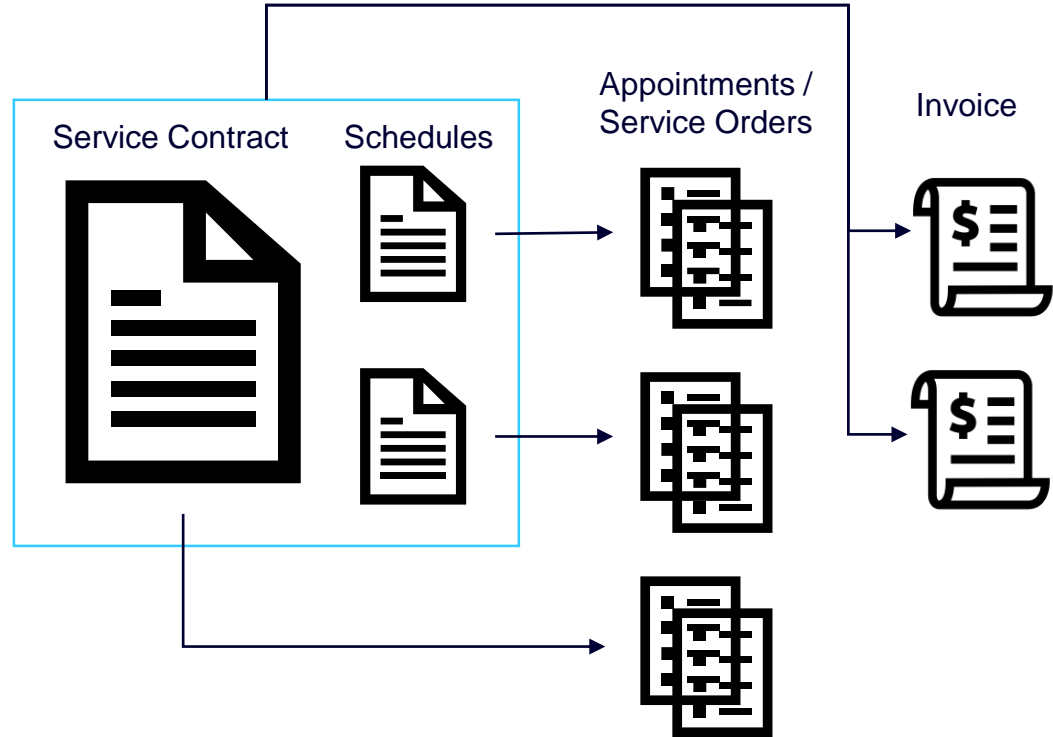 Service Contract
Schedules
Appointments /
Service Orders
Invoice
$
$